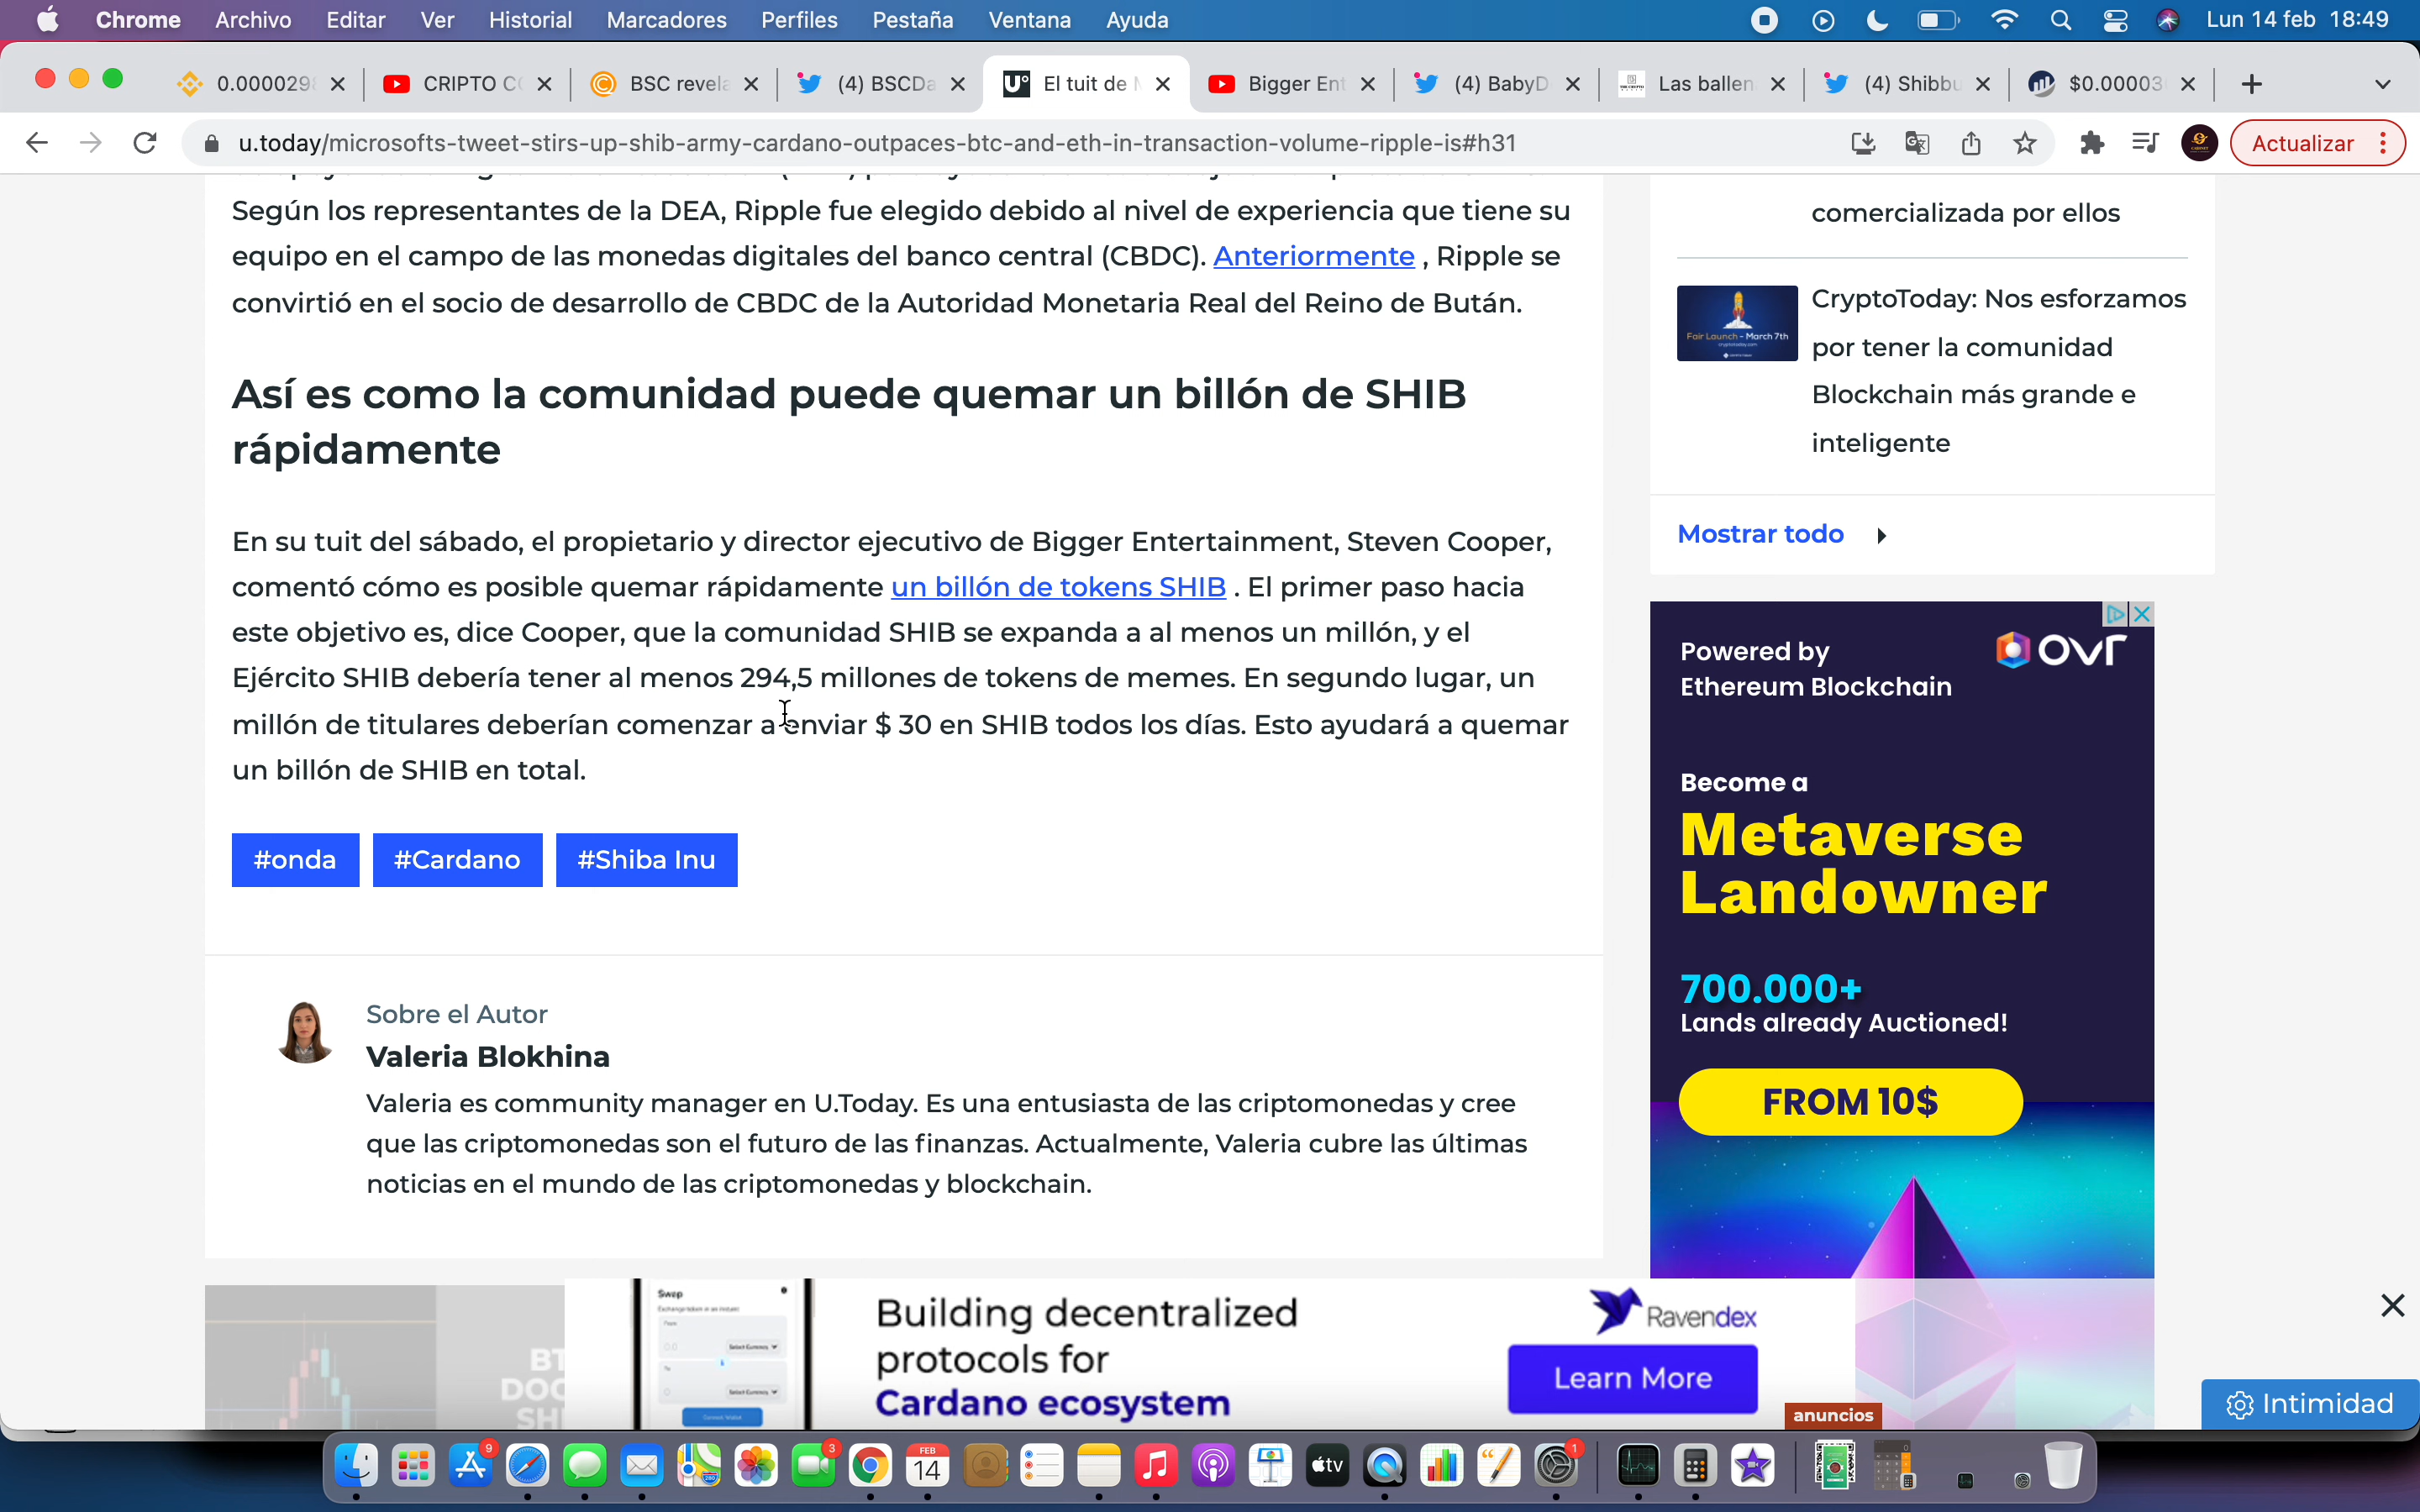 Chrome Archivo Editar Ver Historial Marcadores Perfiles Pestaña Ventana Ayuda Lun 14 feb 18:49
0.0000298 CRIPTO CO BSC revela (4) BSCDa El tuit de M Bigger Ent (4) BabyD Las ballen (4) Shibbu $0.00003
u.today/microsofts-tweet-stirs-up-shib-army-cardano-outpaces-btc-and-eth-in-transaction-volume-ripple-is#h31 Actualizar
Según los representantes de la DEA, Ripple fue elegido debido al nivel de experiencia que tiene su
equipo en el campo de las monedas digitales del banco central (CBDC). Anteriormente , Ripple se
convirtió en el socio de desarrollo de CBDC de la Autoridad Monetaria Real del Reino de Bután.
Así es como la comunidad puede quemar un billón de SHIB
rápidamente
En su tuit del sábado, el propietario y director ejecutivo de Bigger Entertainment, Steven Cooper,
comentó cómo es posible quemar rápidamente un billón de tokens SHIB . El primer paso hacia
este objetivo es, dice Cooper, que la comunidad SHIB se expanda a al menos un millón, y el
Ejército SHIB debería tener al menos 294,5 millones de tokens de memes. En segundo lugar, un
millón de titulares deberían comenzar a enviar $ 30 en SHIB todos los días. Esto ayudará a quemar
un billón de SHIB en total.
#onda #Cardano #Shiba Inu
Sobre el Autor
Valeria Blokhina
Valeria es community manager en U.Today. Es una entusiasta de las criptomonedas y cree
que las criptomonedas son el futuro de las finanzas. Actualmente, Valeria cubre las últimas
noticias en el mundo de las criptomonedas y blockchain.
comercializada por ellos
Fair Launch - March 7th
CryptoToday: Nos esforzamos
por tener la comunidad
Blockchain más grande e
inteligente
Mostrar todo
Powered by
Ethereum Blockchain
ovr
Become a
Metaverse
Landowner
700.000+
Lands already Auctioned!
FROM 10$
Swap
Building decentralized
protocols for
Cardano ecosystem
Ravendex
Learn More
anuncios
Intimidad
9
3
FEB
14
tv
1